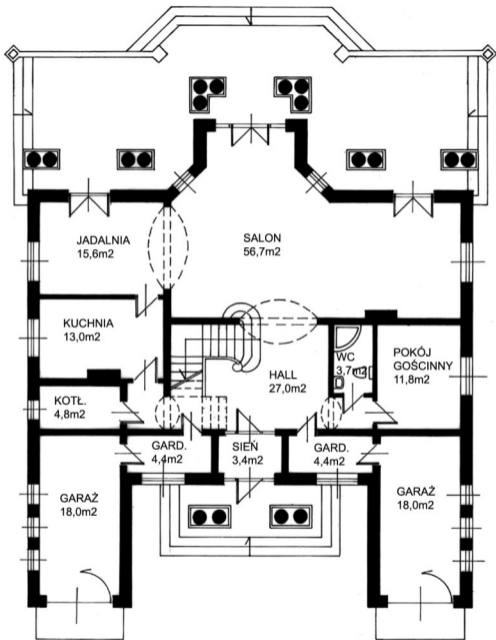 JADALNIA
15,6m2
SALON
56,7m2
KUCHNIA
13,0m2
WC
3,7m2
POKÓJ
GOŚCINNY
11,8m2
HALL
27,0m2
KOTŁ.
4,8m2
GARD.
4,4m2
SIEŃ
3,4m2
GARD.
4,4m2
GARAŻ
18,0m2
GARAŻ
18,0m2